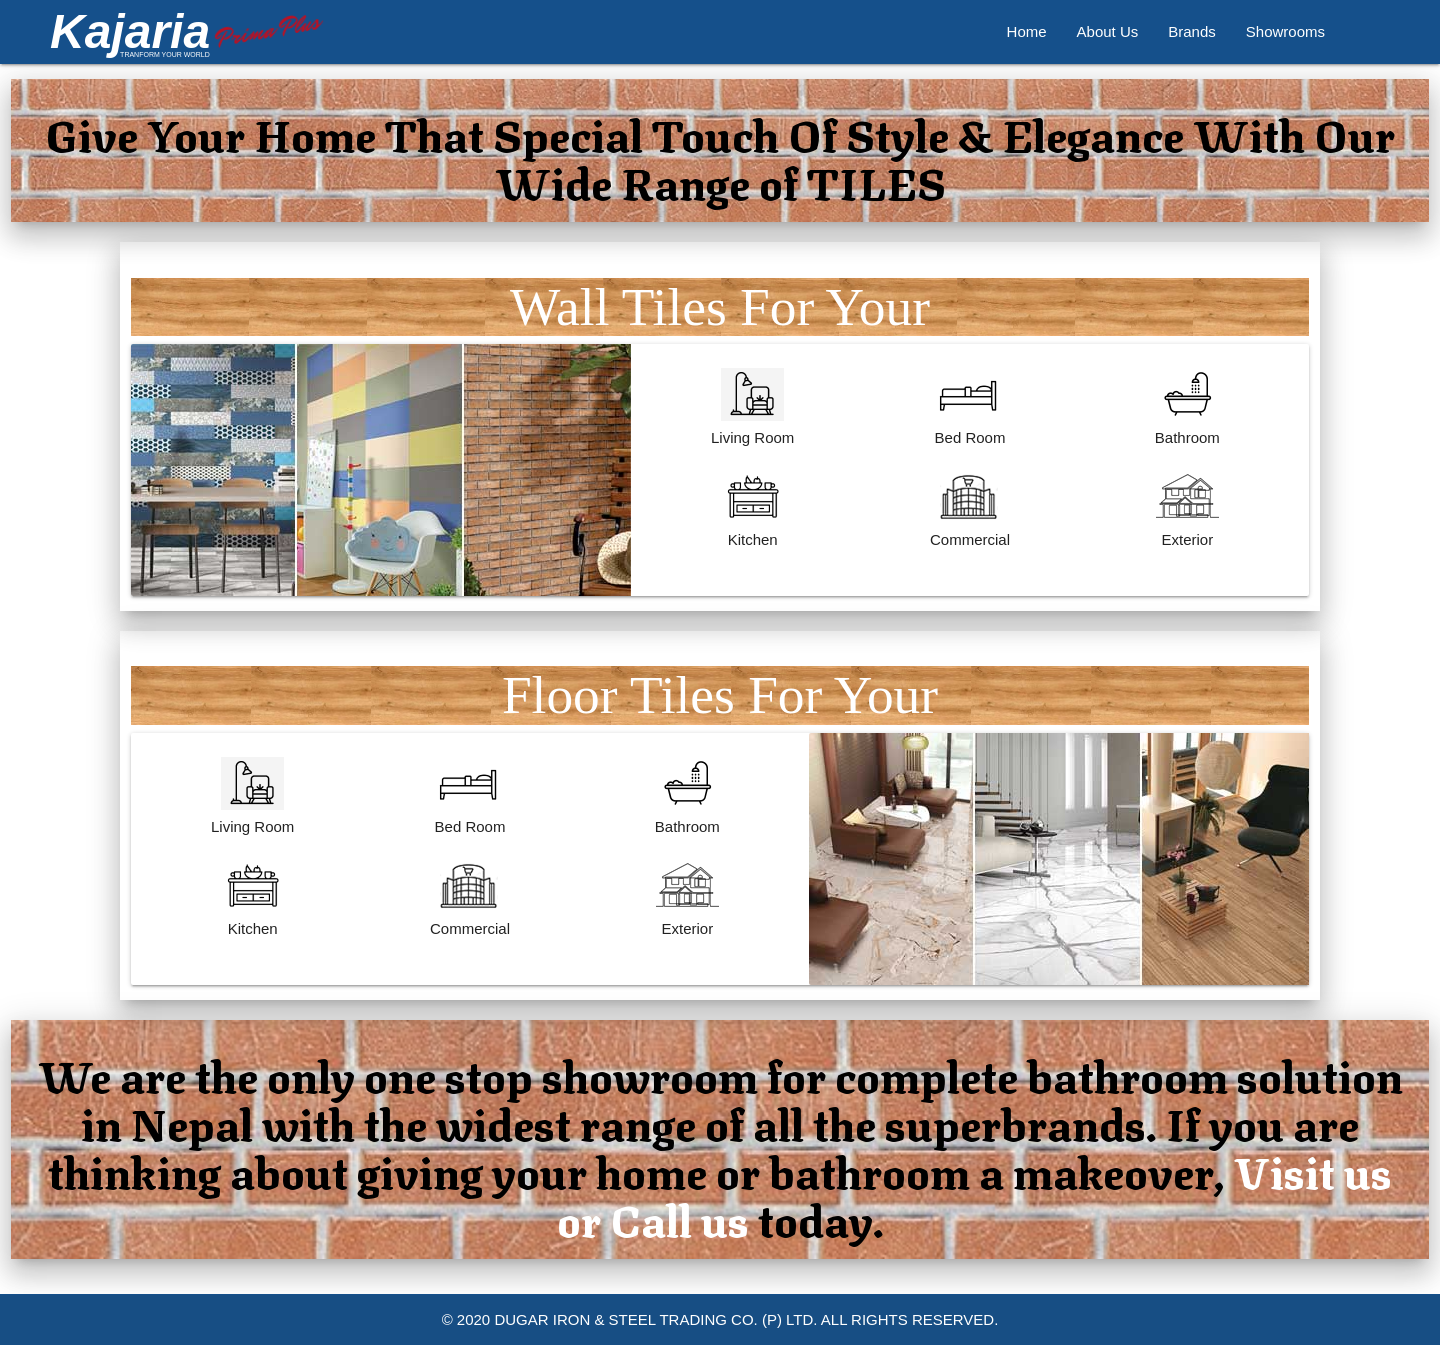 Kajaria Prima Plus
TRANFORM YOUR WORLD
Home About Us Brands Showrooms
Give Your Home That Special Touch Of Style & Elegance With Our
Wide Range of TILES
Wall Tiles For Your
Living Room Bed Room Bathroom
Kitchen Commercial Exterior
Floor Tiles For Your
Living Room Bed Room Bathroom
Kitchen Commercial Exterior
We are the only one stop showroom for complete bathroom solution
in Nepal with the widest range of all the superbrands. If you are
thinking about giving your home or bathroom a makeover, Visit us
or Call us today.
© 2020 DUGAR IRON & STEEL TRADING CO. (P) LTD. ALL RIGHTS RESERVED.